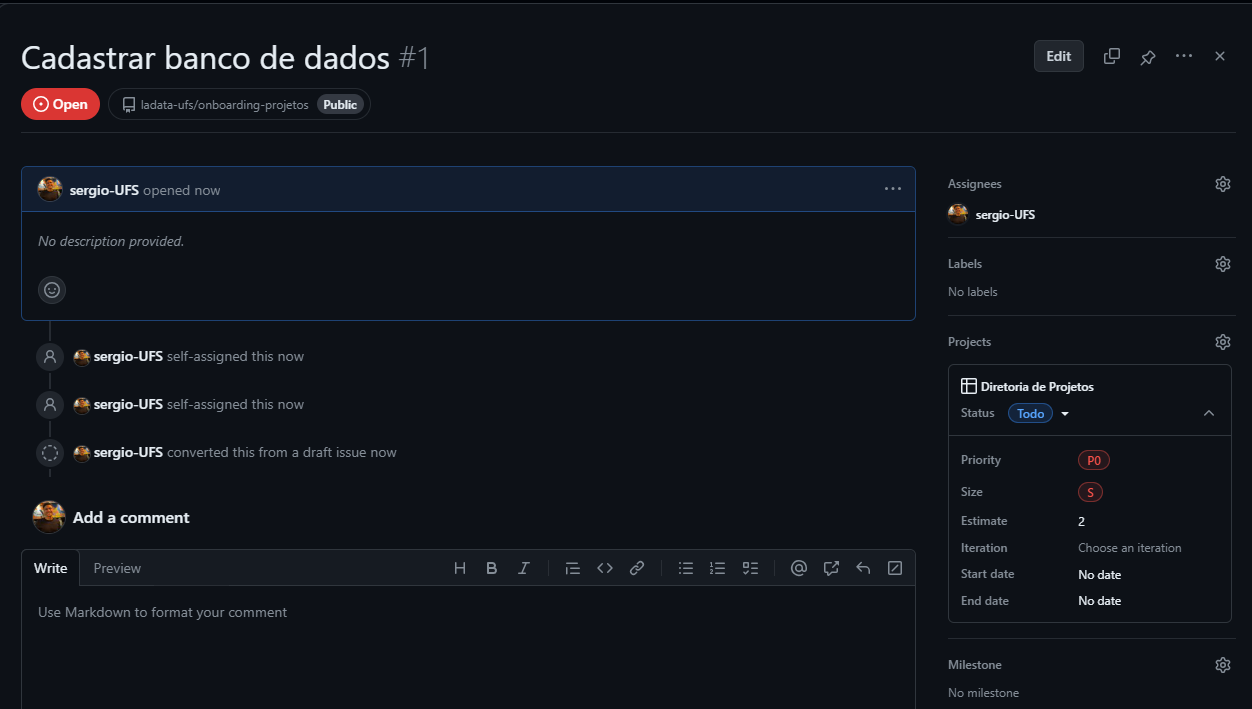 Cadastrar banco de dados #1
Edit
Open
ladata-ufs/onboarding-projetos Public
sergio-UFS opened now
No description provided.
sergio-UFS self-assigned this now
sergio-UFS self-assigned this now
sergio-UFS converted this from a draft issue now
Add a comment
Write Preview
Use Markdown to format your comment
Assignees
sergio-UFS
Labels
No labels
Projects
Diretoria de Projetos
Status Todo
Priority P0
Size S
Estimate 2
Iteration Choose an iteration
Start date No date
End date No date
Milestone
No milestone